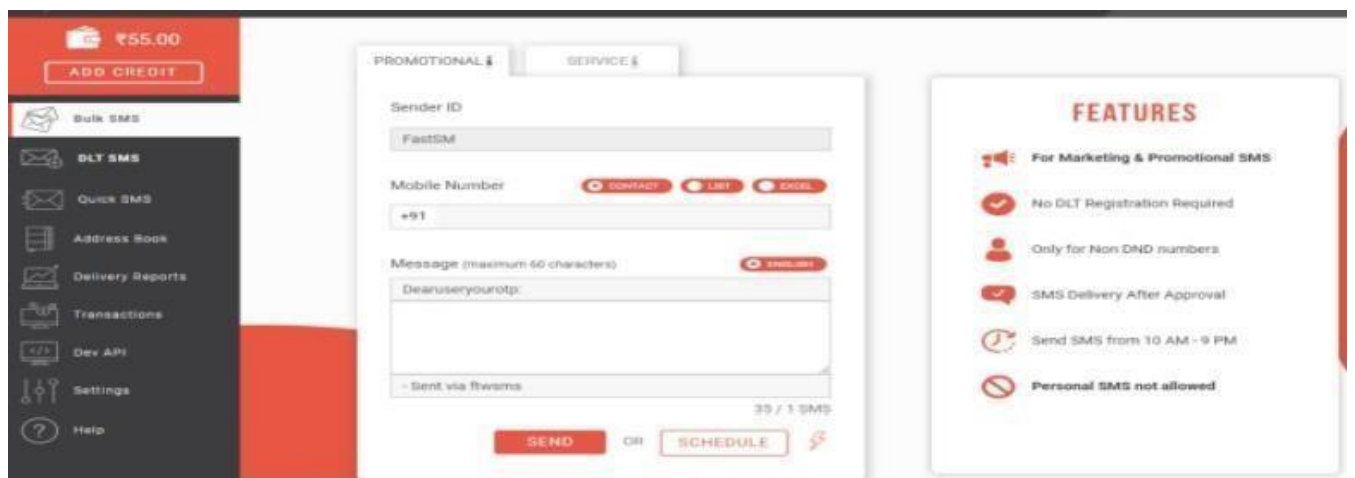 ₹55.00
ADD CREDIT
Bulk SMS
DLT SMS
Quick SMS
Address Book
Delivery Reports
Transactions
Dev API
Settings
Help
PROMOTIONAL SERVICE
Sender ID
FastSM
Mobile Number CONTACT LIST EXCEL
+91
Message (maximum 60 characters) ENGLISH
Dearuseryourotp:
- Sent via ftwsms
35 / 1 SMS
SEND OR SCHEDULE
FEATURES
For Marketing & Promotional SMS
No DLT Registration Required
Only for Non DND numbers
SMS Delivery After Approval
Send SMS from 10 AM - 9 PM
Personal SMS not allowed